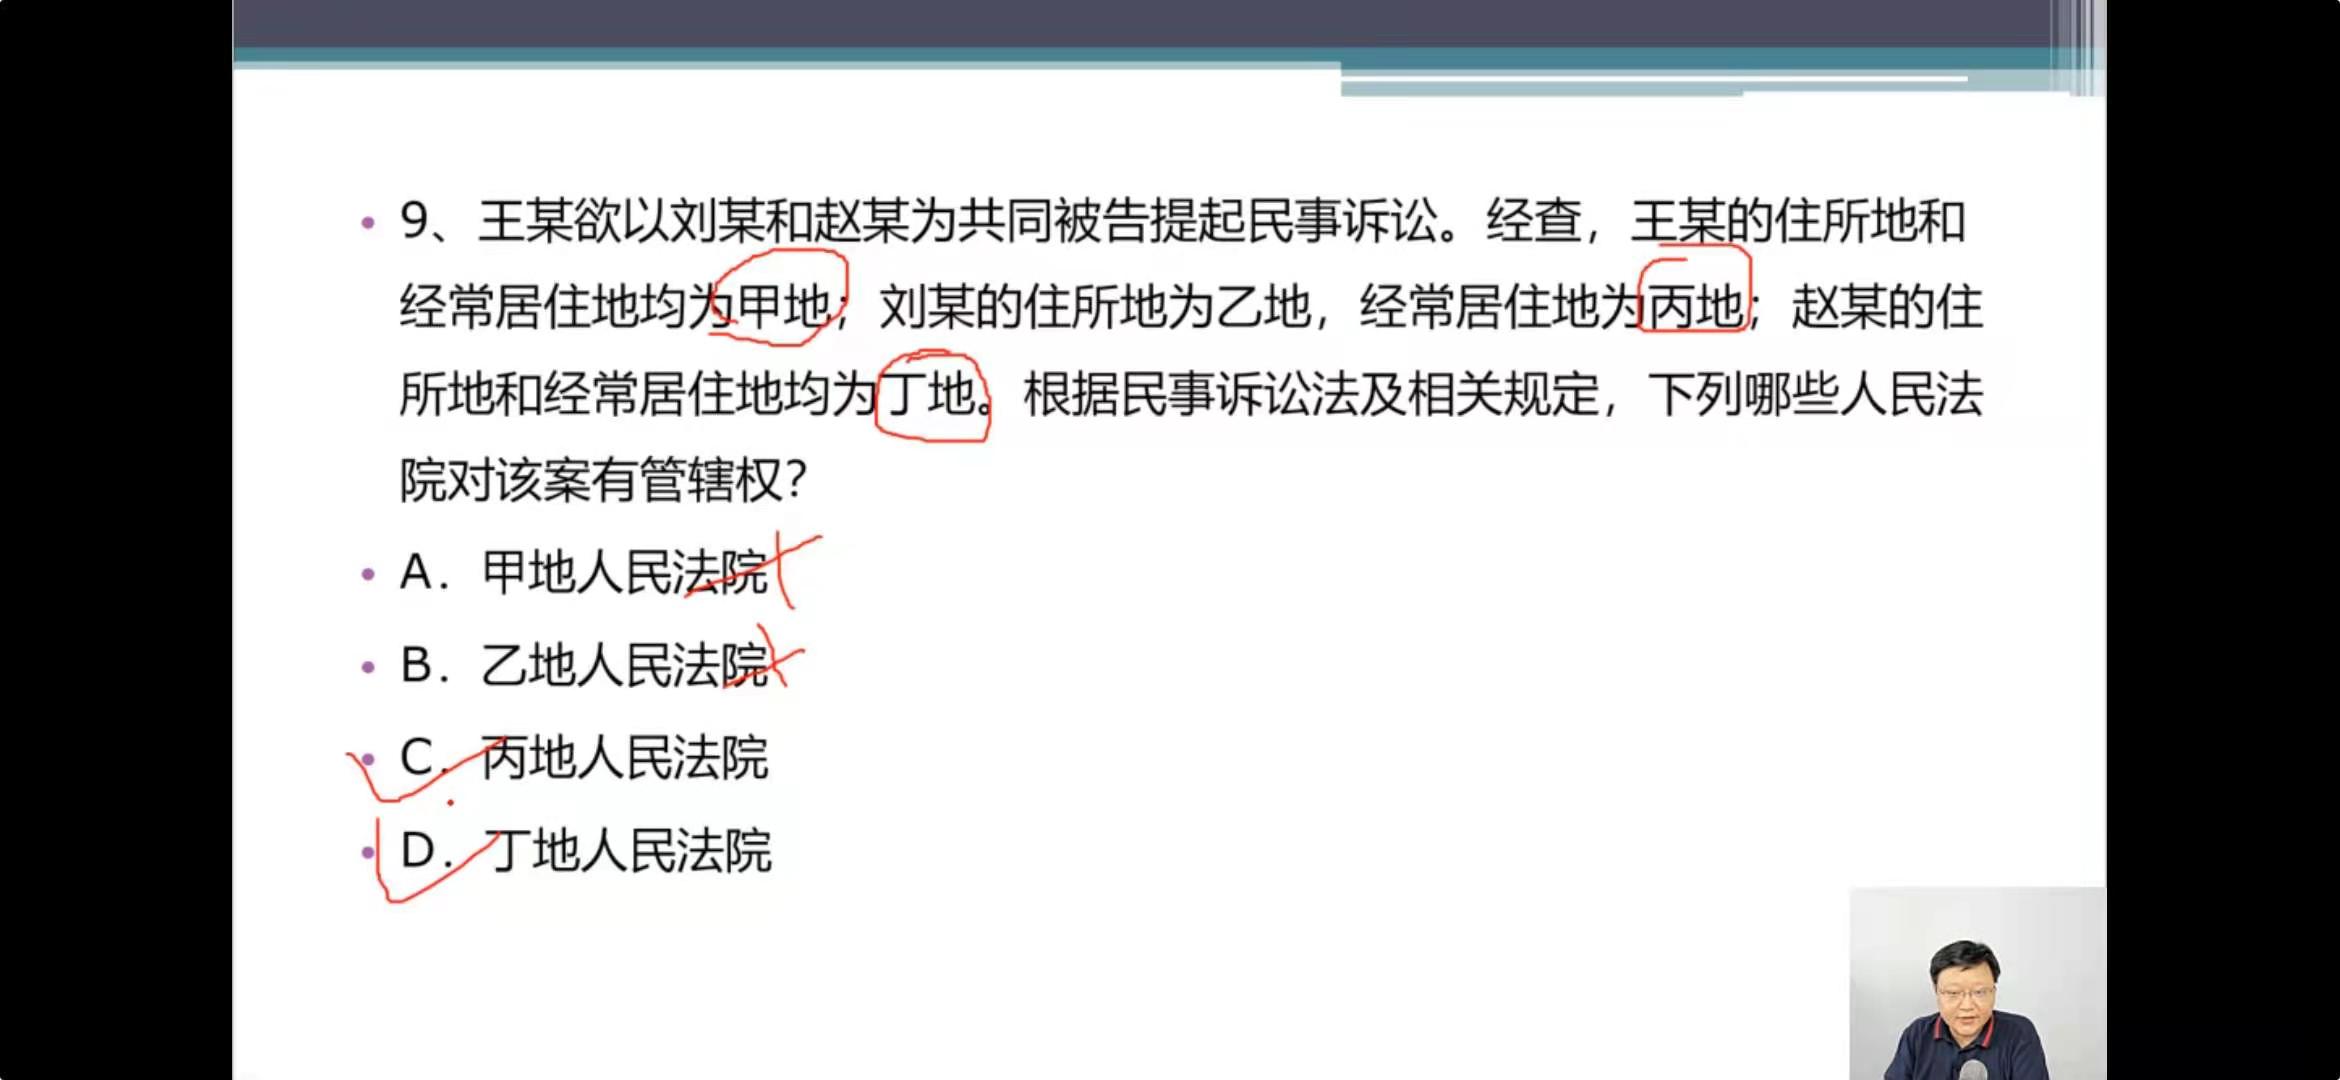 9、王某欲以刘某和赵某为共同被告提起民事诉讼。经查，王某的住所地和
经常居住地均为甲地；刘某的住所地为乙地，经常居住地为丙地；赵某的住
所地和经常居住地均为丁地。根据民事诉讼法及相关规定，下列哪些人民法
院对该案有管辖权？
A．甲地人民法院
B．乙地人民法院
C．丙地人民法院
D．丁地人民法院